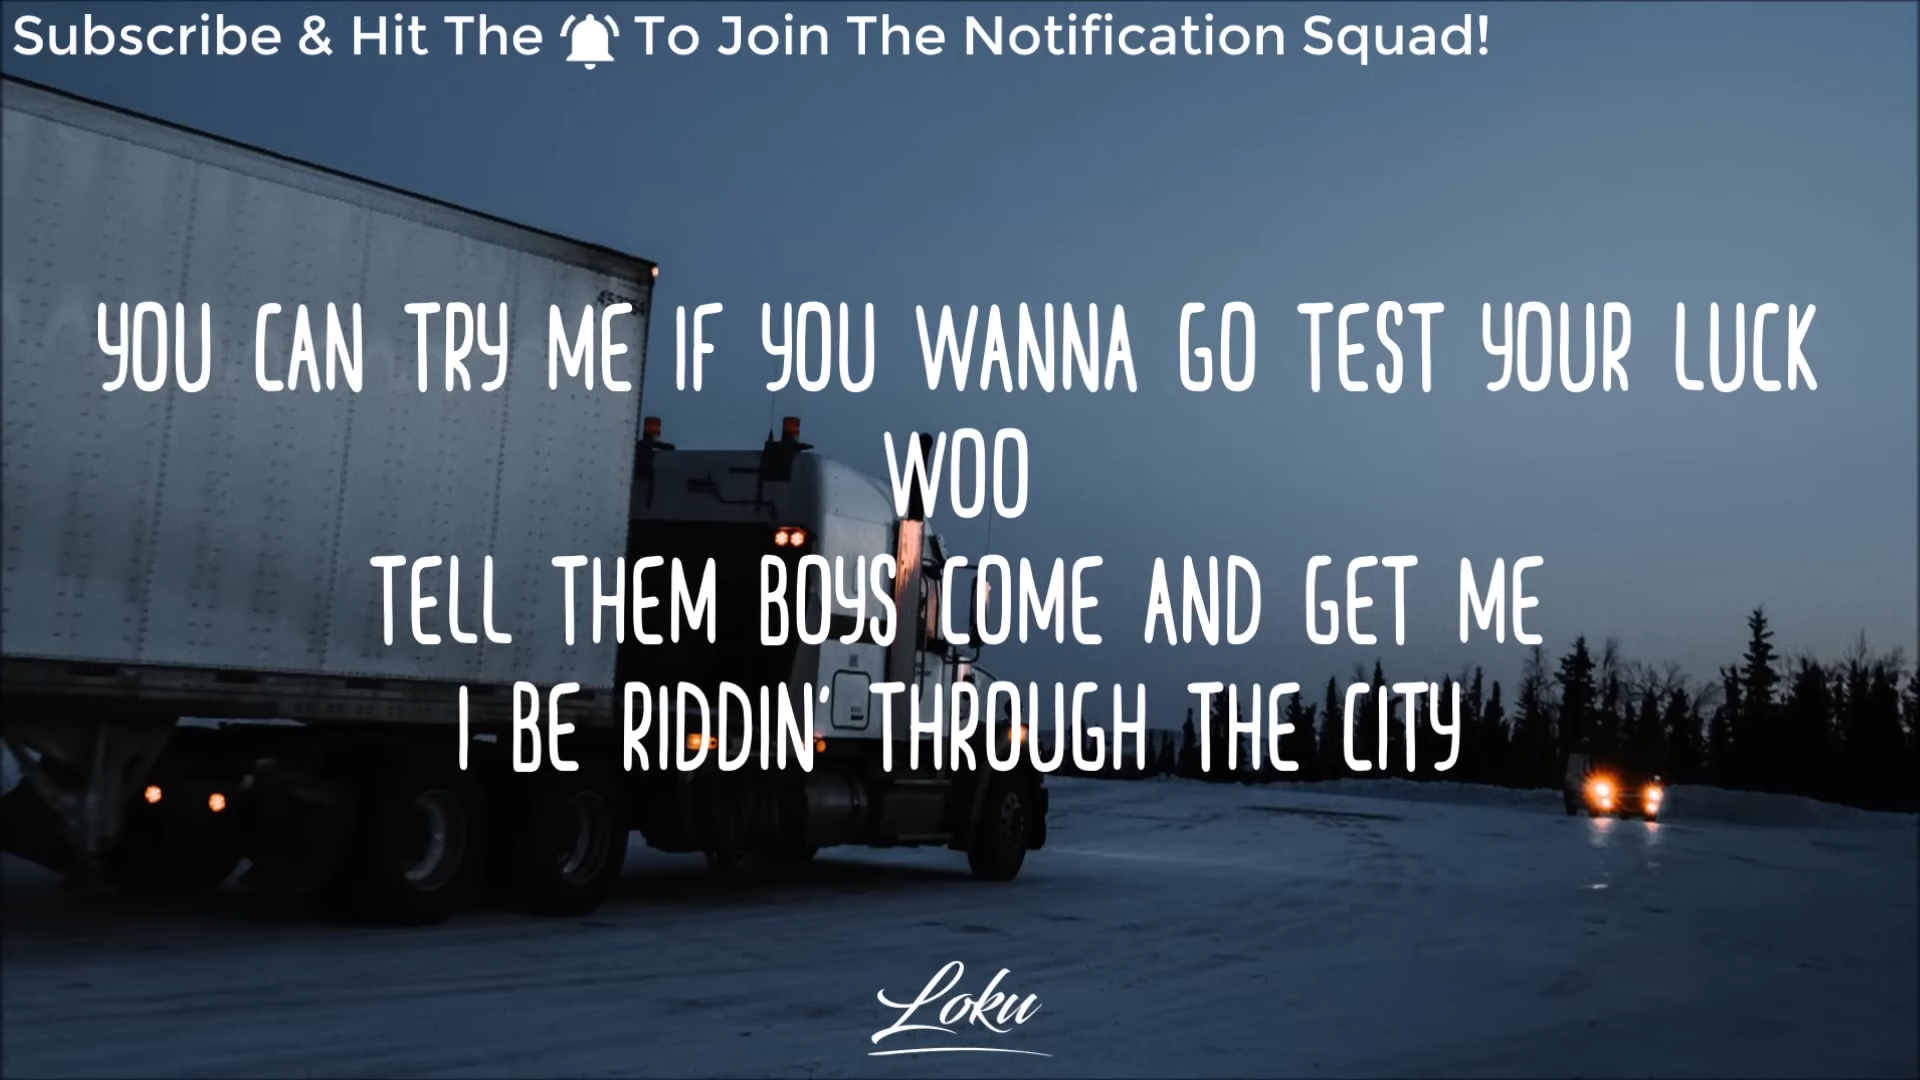 Subscribe & Hit The To Join The Notification Squad!
YOU CAN TRY ME IF YOU WANNA GO TEST YOUR LUCK
WOO
TELL THEM BOYS COME AND GET ME
I BE RIDDIN' THROUGH THE CITY
Loku